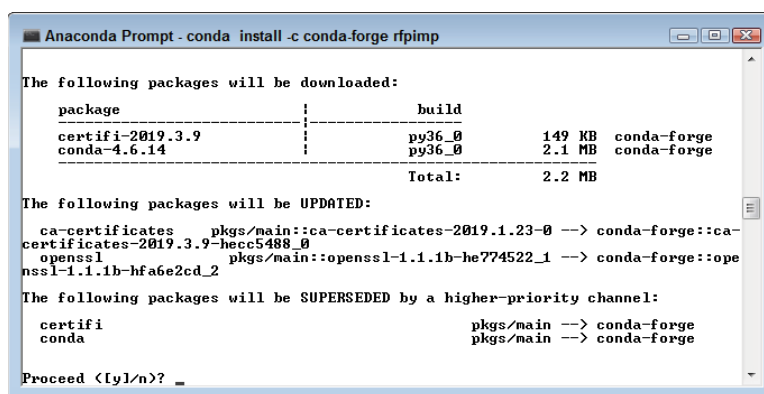 Anaconda Prompt - conda  install -c conda-forge rfpimp
The following packages will be downloaded:
package | build
---------------------------|-----------------
certifi-2019.3.9 | py36_0 149 KB conda-forge
conda-4.6.14 | py36_0 2.1 MB conda-forge
------------------------------------------------------------
Total: 2.2 MB
The following packages will be UPDATED:
ca-certificates pkgs/main::ca-certificates-2019.1.23-0 --> conda-forge::ca-
certificates-2019.3.9-hecc5488_0
openssl pkgs/main::openssl-1.1.1b-he774522_1 --> conda-forge::ope
nssl-1.1.1b-hfa6e2cd_2
The following packages will be SUPERSEDED by a higher-priority channel:
certifi pkgs/main --> conda-forge
conda pkgs/main --> conda-forge
Proceed ([y]/n)? _